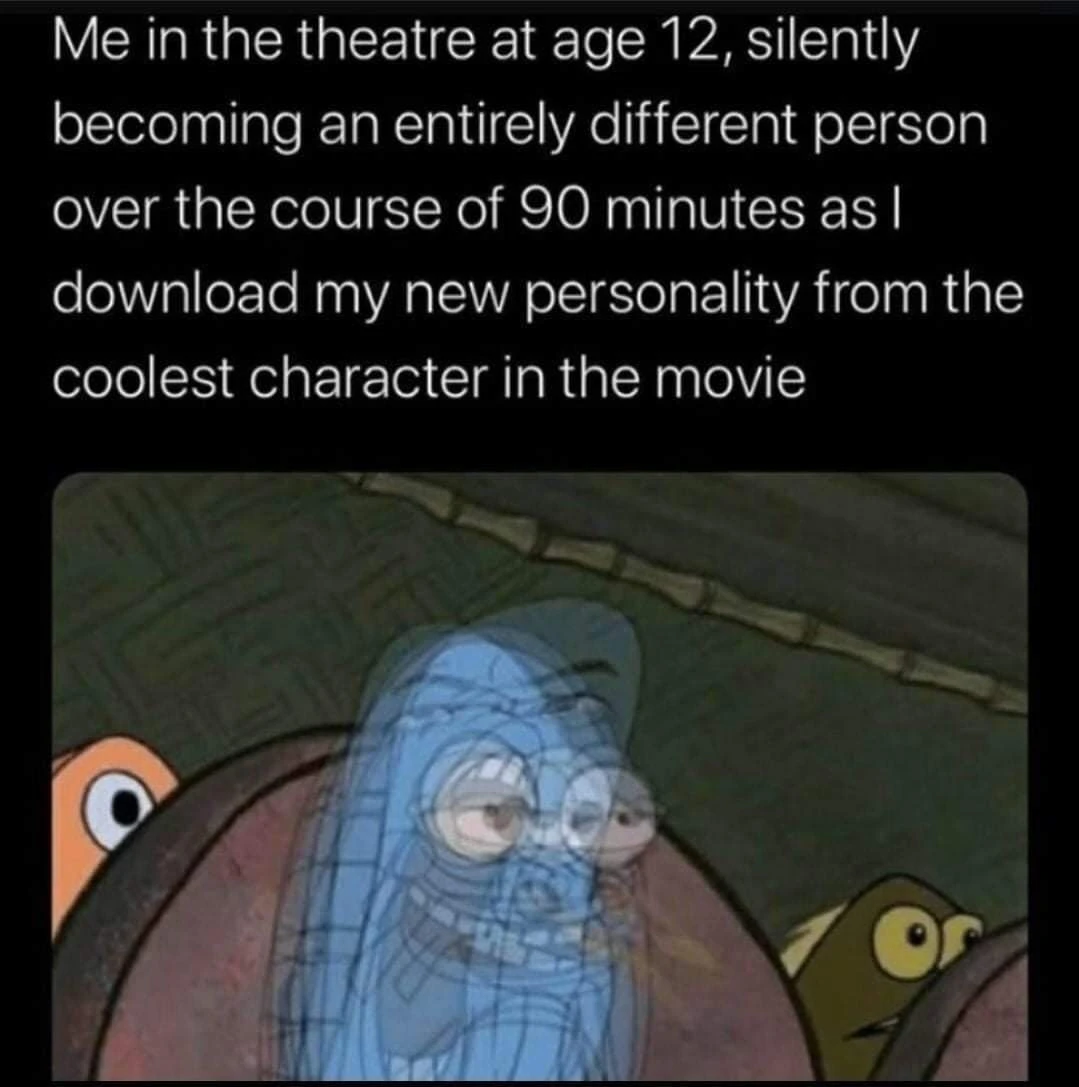 Me in the theatre at age 12, silently
becoming an entirely different person
over the course of 90 minutes as I
download my new personality from the
coolest character in the movie